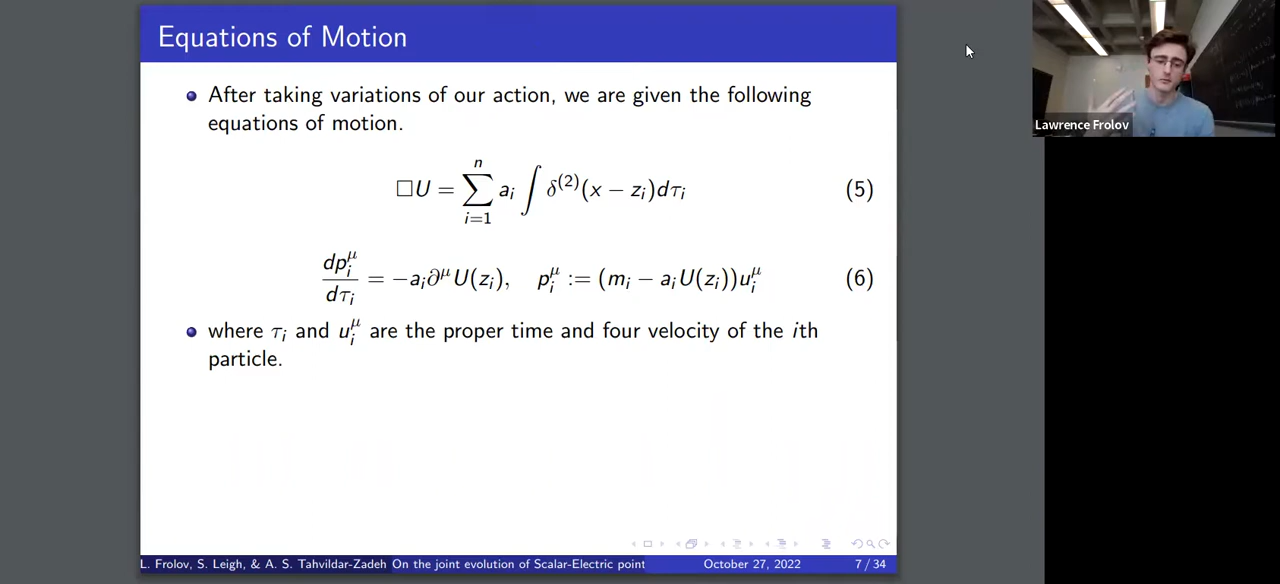 Equations of Motion
After taking variations of our action, we are given the following
equations of motion.
□U = ∑_{i=1}^{n} a_i ∫ δ^{(2)}(x − z_i)dτ_i (5)
dp_i^μ/dτ_i = −a_i∂^μU(z_i), p_i^μ := (m_i − a_iU(z_i))u_i^μ (6)
where τ_i and u_i^μ are the proper time and four velocity of the ith
particle.
L. Frolov, S. Leigh, & A. S. Tahvildar-Zadeh On the joint evolution of Scalar-Electric point October 27, 2022 7 / 34
Lawrence Frolov